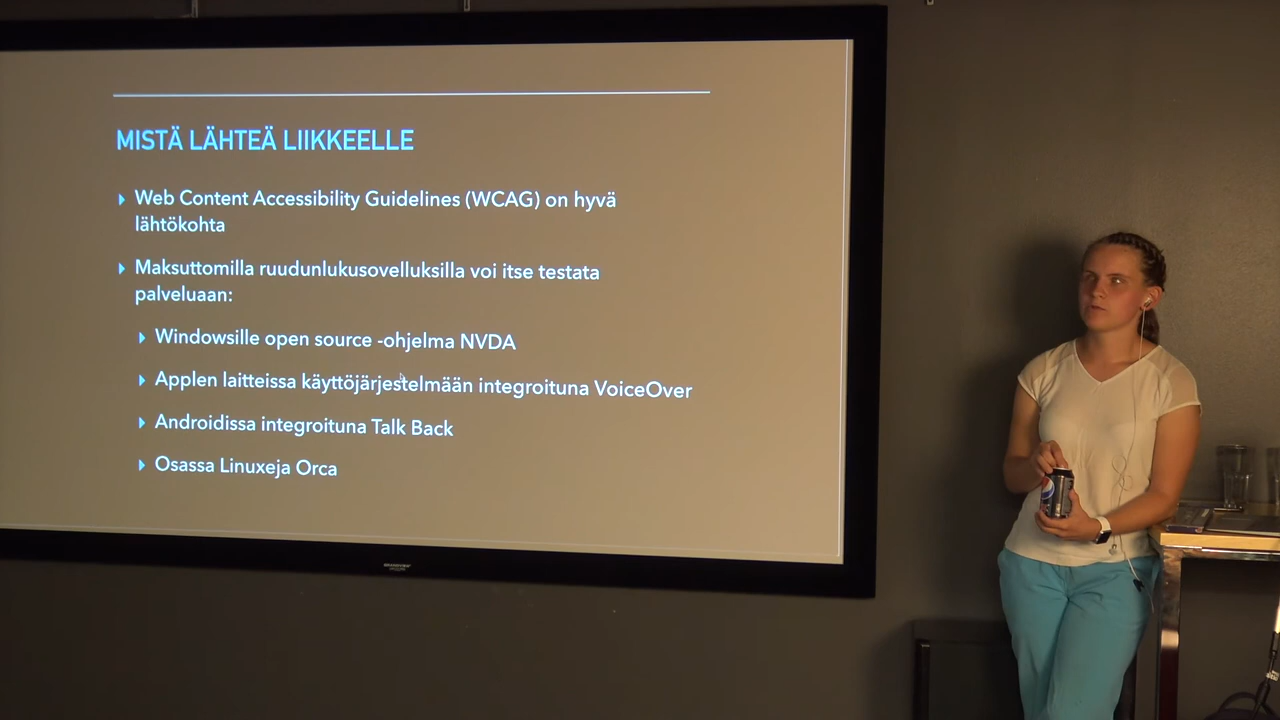 MISTÄ LÄHTEÄ LIIKKEELLE
Web Content Accessibility Guidelines (WCAG) on hyvä
lähtökohta
Maksuttomilla ruudunlukusovelluksilla voi itse testata
palveluaan:
Windowsille open source -ohjelma NVDA
Applen laitteissa käyttöjärjestelmään integroituna VoiceOver
Androidissa integroituna Talk Back
Osassa Linuxeja Orca